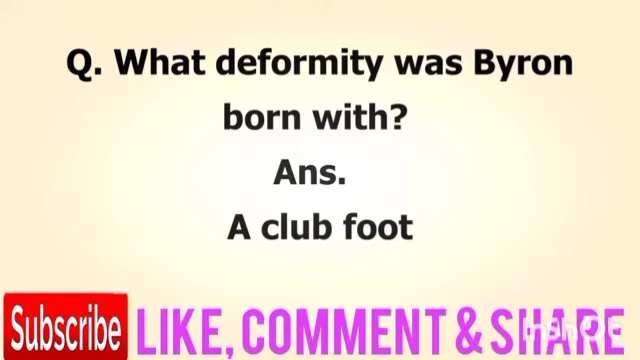 Q. What deformity was Byron
born with?
Ans.
A club foot
Subscribe LIKE, COMMENT & SHARE